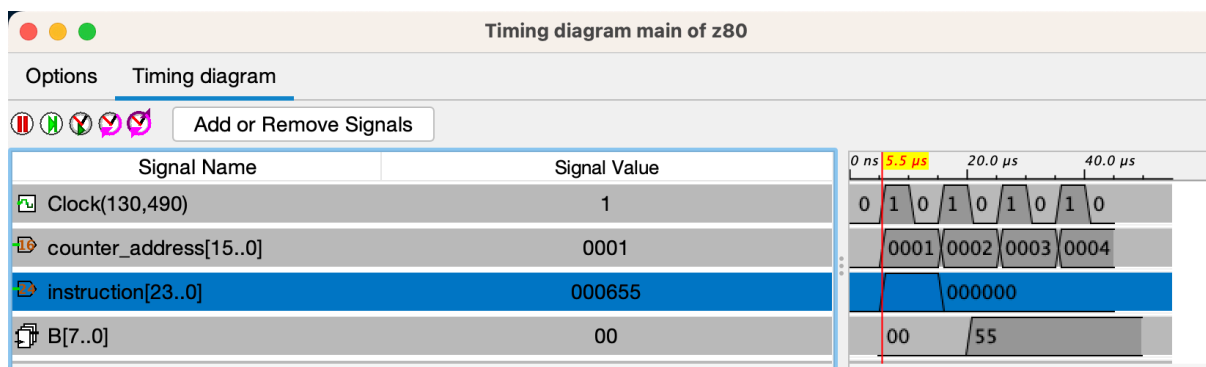 Timing diagram main of z80
Options Timing diagram
Add or Remove Signals
Signal Name Signal Value 0 ns 5.5 µs 20.0 µs 40.0 µs
Clock(130,490) 1 0 1 0 1 0 1 0 1 0
16 counter_address[15..0] 0001 0001 0002 0003 0004
24 instruction[23..0] 000655 000000
B[7..0] 00 00 55